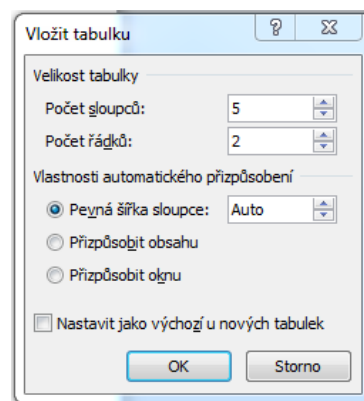 Vložit tabulku
Velikost tabulky
Počet sloupců: 5
Počet řádků: 2
Vlastnosti automatického přizpůsobení
Pevná šířka sloupce: Auto
Přizpůsobit obsahu
Přizpůsobit oknu
Nastavit jako výchozí u nových tabulek
OK Storno